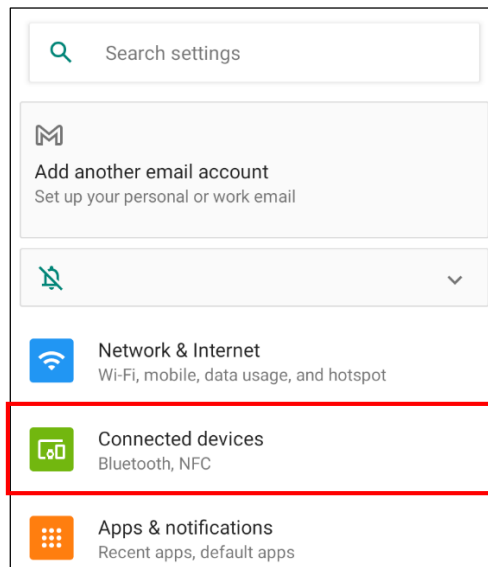 Search settings
Add another email account
Set up your personal or work email
Network & Internet
Wi-Fi, mobile, data usage, and hotspot
Connected devices
Bluetooth, NFC
Apps & notifications
Recent apps, default apps